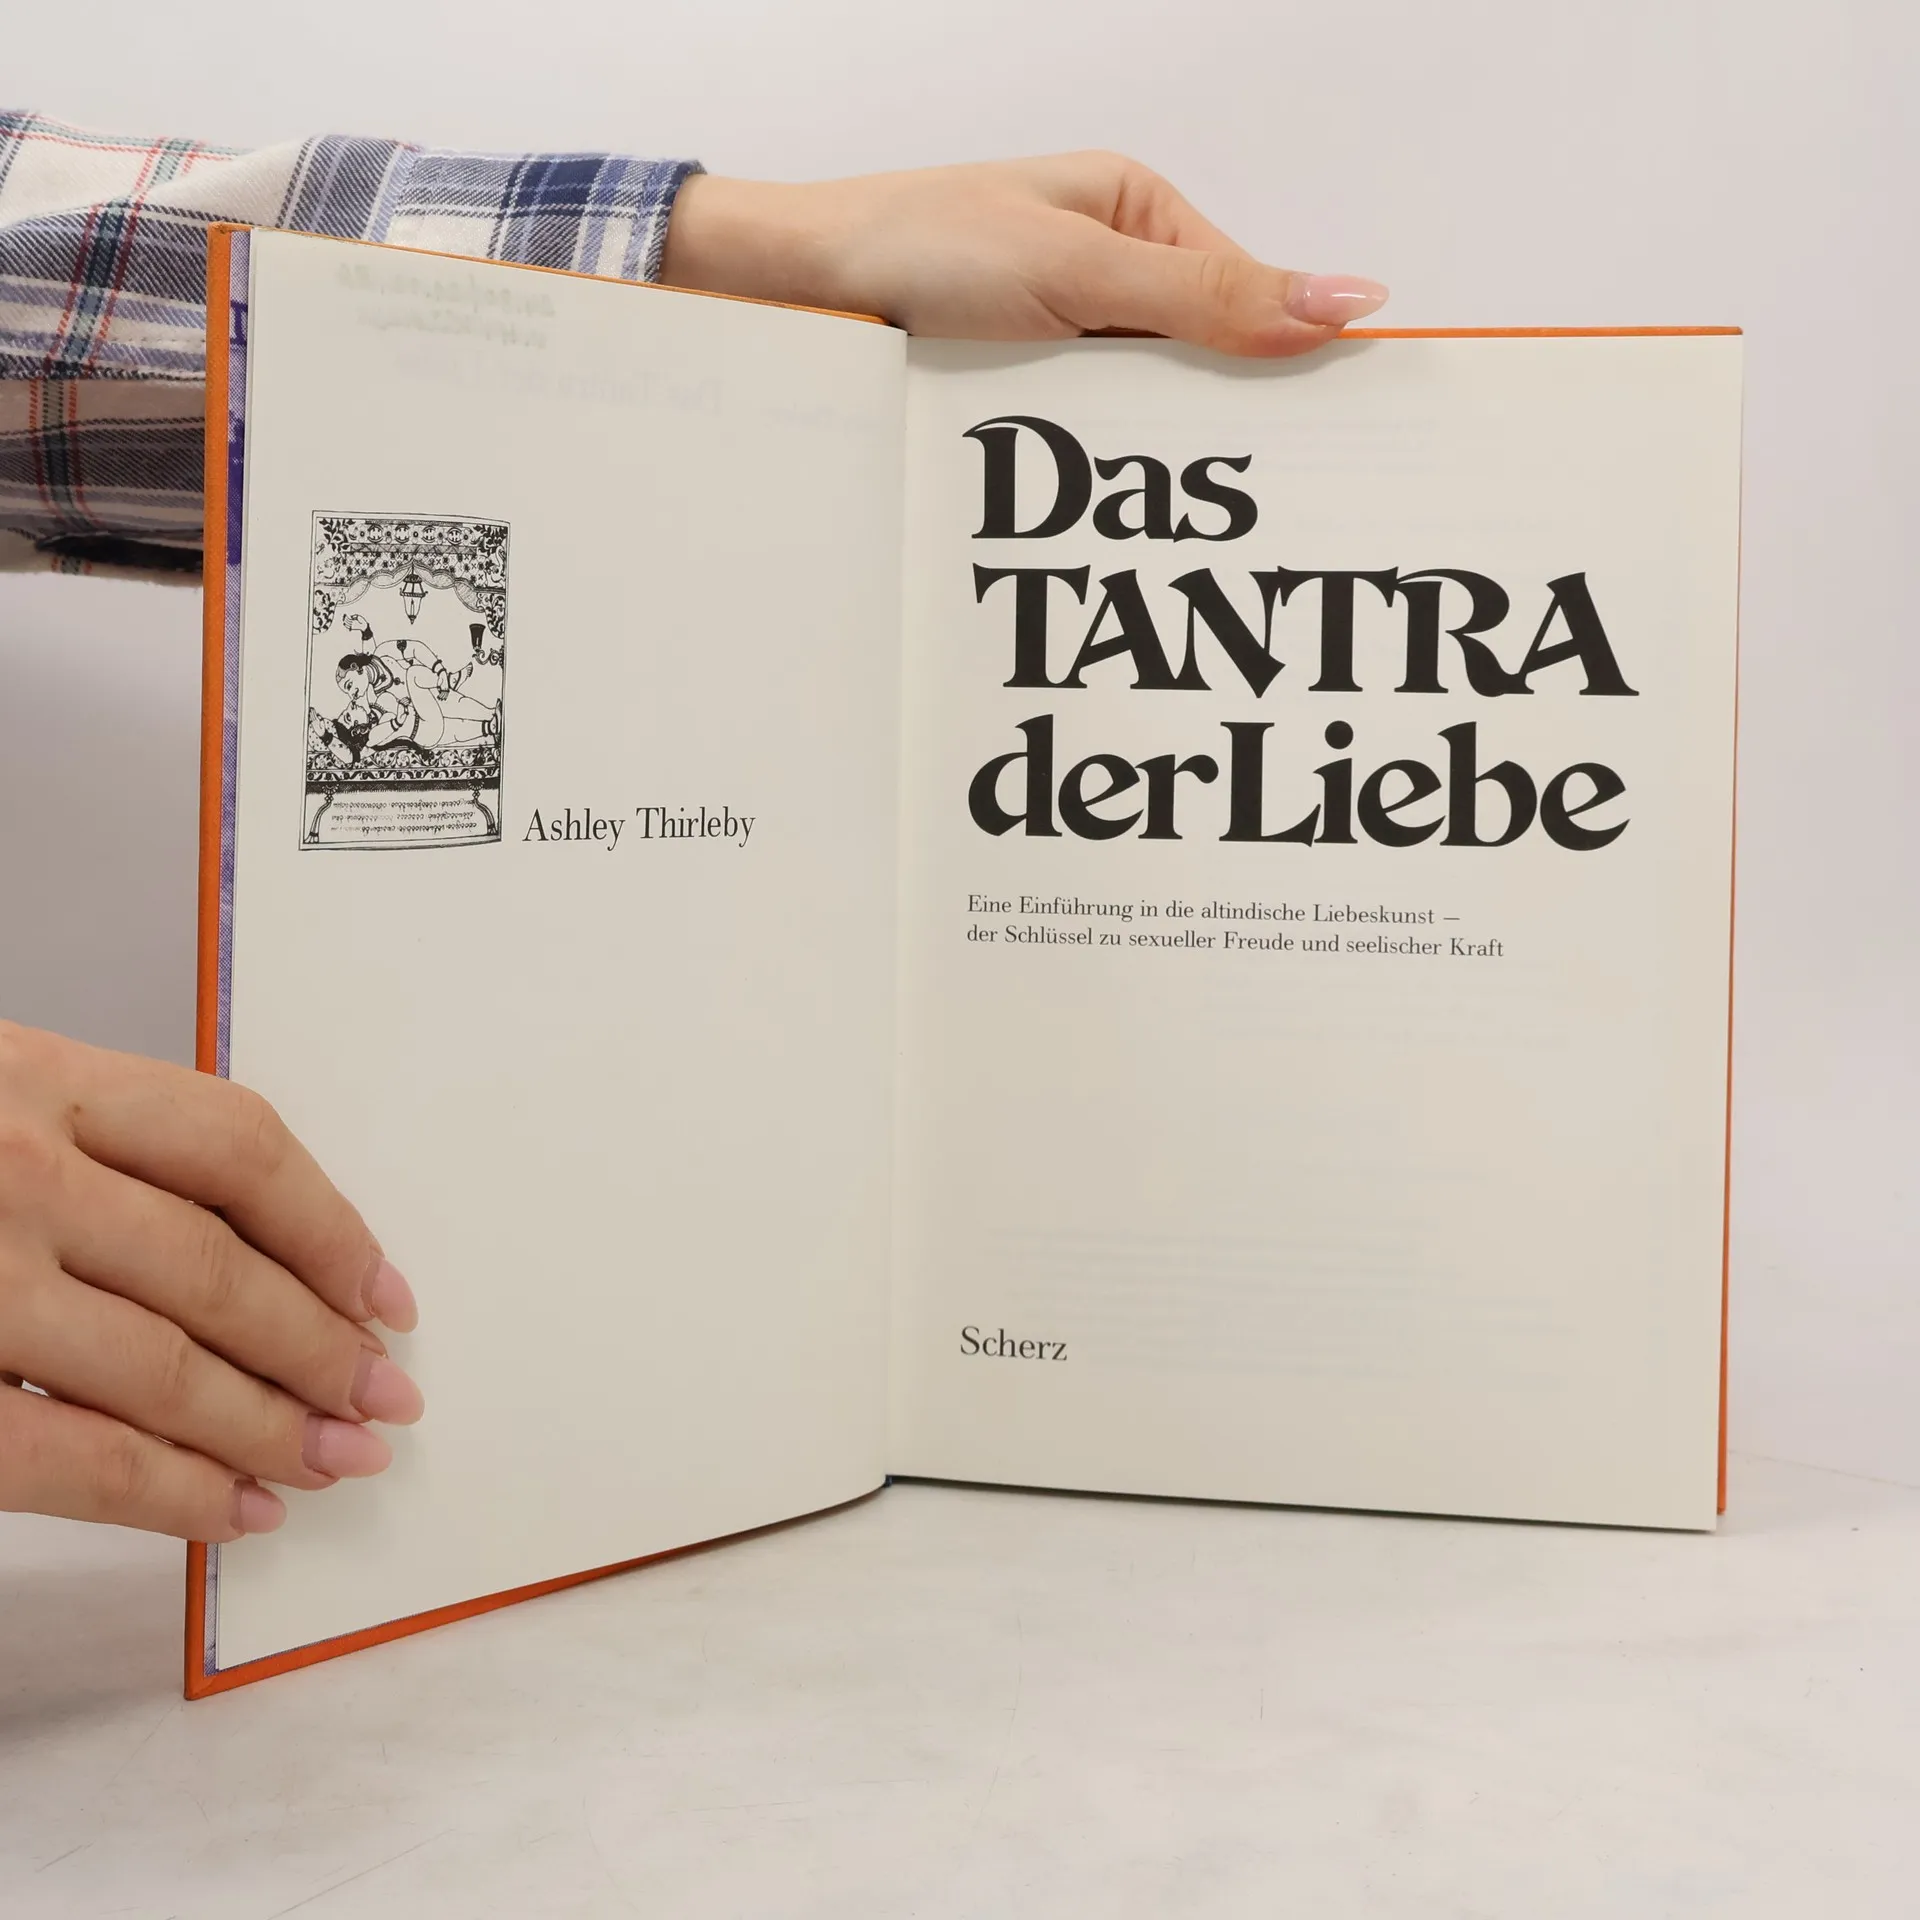 Ashley Thirleby
Das
TANTRA
der Liebe
Eine Einführung in die altindische Liebeskunst —
der Schlüssel zu sexueller Freude und seelischer Kraft
Scherz